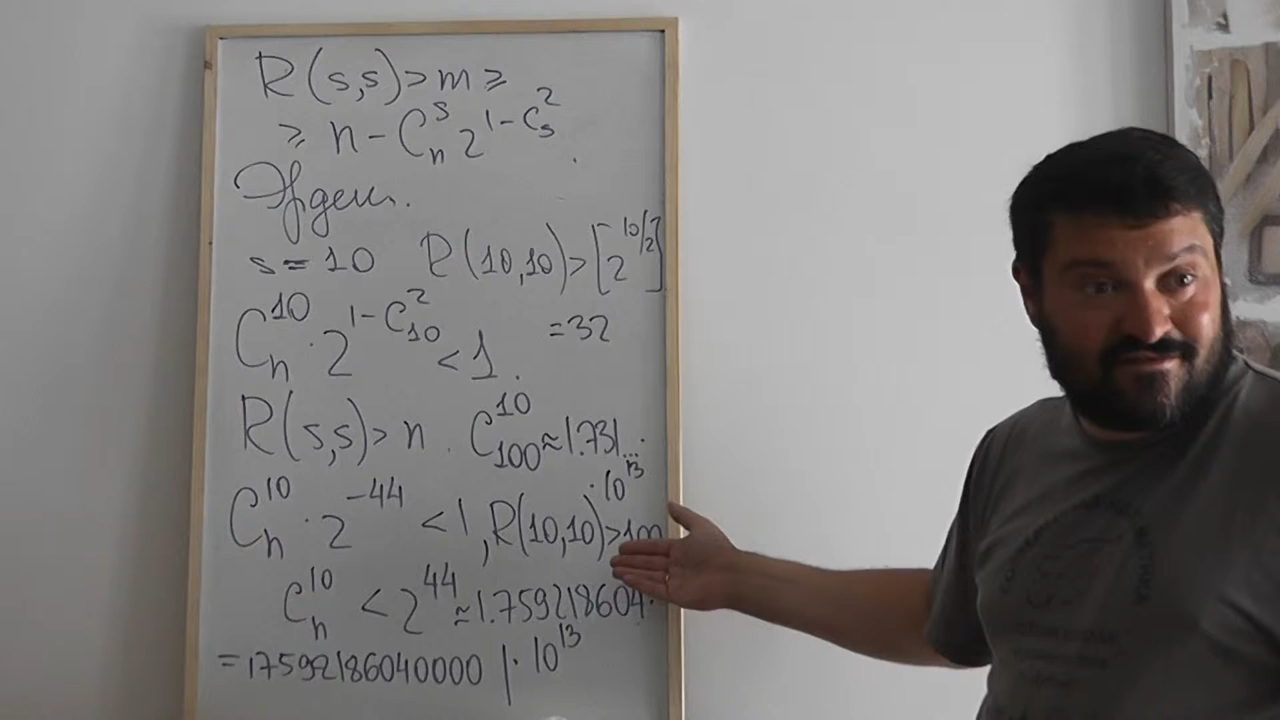 R(s,s)>m≥
≥ n-C_n^s 2^{1-C_s^2}.
Эрдеш.
s=10 R(10,10)>[2^{10/2}]
=32
C_n^{10}·2^{1-C_{10}^2}<1.
R(s,s)>n. C_{100}^{10}≈1.731...·10^{13}
C_n^{10}·2^{-44}<1, R(10,10)>100
C_n^{10}<2^{44}≈1.759218604·
=17592186040000 |·10^{13}